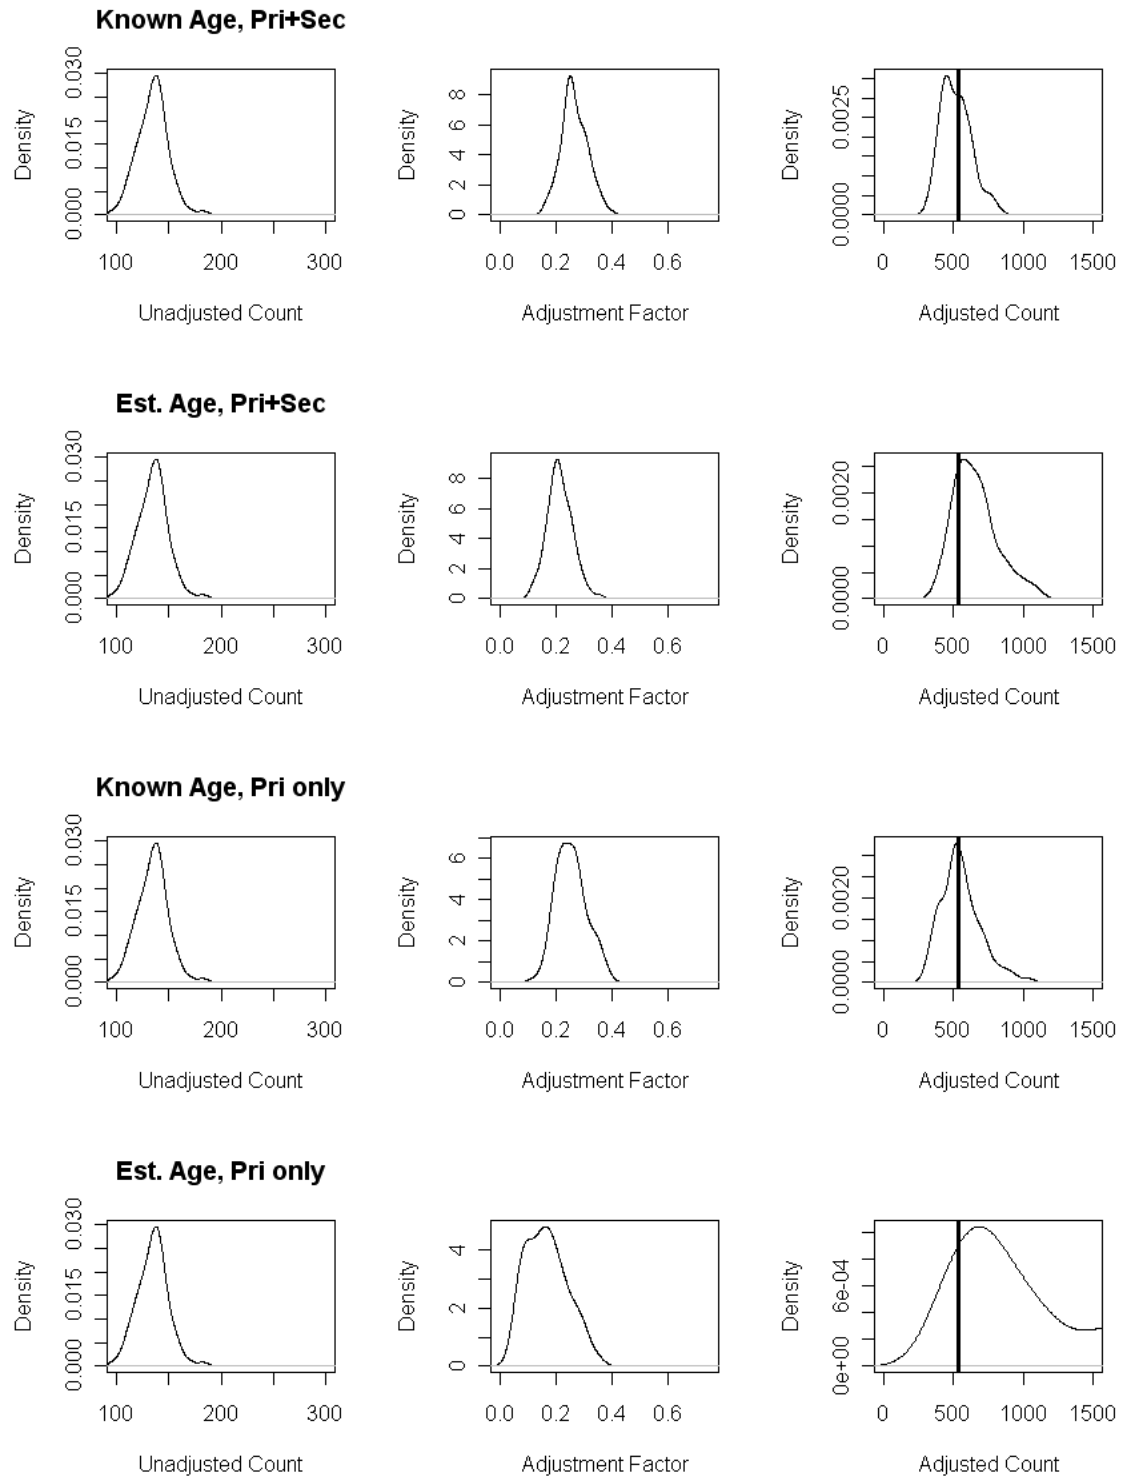 Known Age, Pri+Sec
Density
0.000 0.015 0.030
100 200 300
Unadjusted Count
Density
0 2 4 6 8
0.0 0.2 0.4 0.6
Adjustment Factor
Density
0.0000 0.0025
0 500 1000 1500
Adjusted Count
Est. Age, Pri+Sec
Density
0.000 0.015 0.030
100 200 300
Unadjusted Count
Density
0 2 4 6 8
0.0 0.2 0.4 0.6
Adjustment Factor
Density
0.0000 0.0020
0 500 1000 1500
Adjusted Count
Known Age, Pri only
Density
0.000 0.015 0.030
100 200 300
Unadjusted Count
Density
0 2 4 6
0.0 0.2 0.4 0.6
Adjustment Factor
Density
0.0000 0.0020
0 500 1000 1500
Adjusted Count
Est. Age, Pri only
Density
0.000 0.015 0.030
100 200 300
Unadjusted Count
Density
0 2 4
0.0 0.2 0.4 0.6
Adjustment Factor
Density
0e+00 6e-04
0 500 1000 1500
Adjusted Count